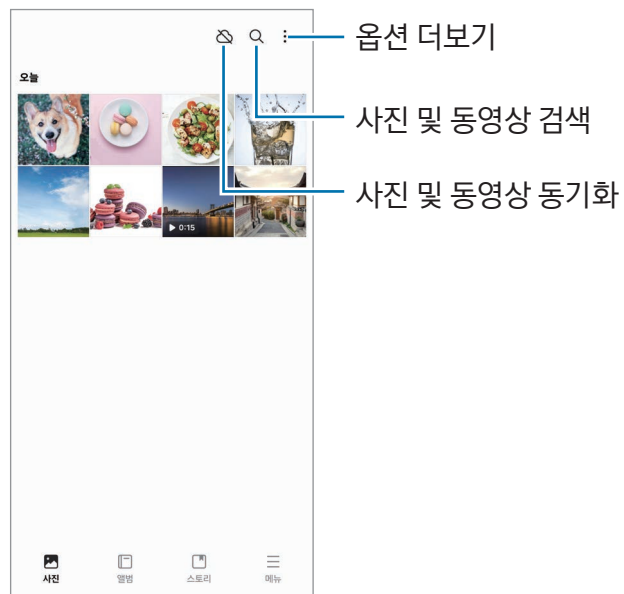 옵션 더보기
오늘
사진 및 동영상 검색
사진 및 동영상 동기화
0:15
사진
앨범
스토리
메뉴